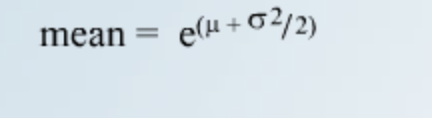 mean = e^(μ + σ²/2)